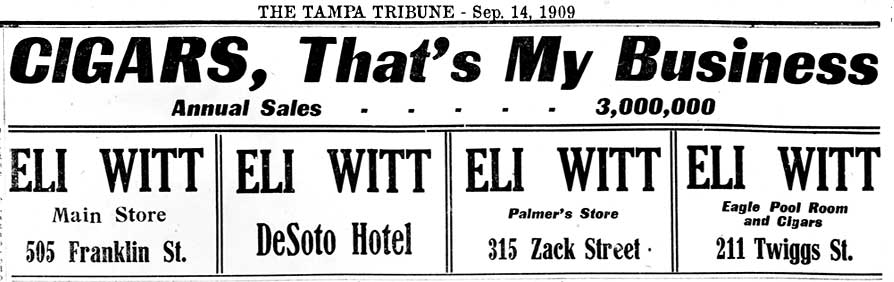 THE TAMPA TRIBUNE - Sep. 14, 1909
CIGARS, That's My Business
Annual Sales - - - - - 3,000,000
ELI WITT
Main Store
505 Franklin St.
ELI WITT
DeSoto Hotel
ELI WITT
Palmer's Store
315 Zack Street
ELI WITT
Eagle Pool Room
and Cigars
211 Twiggs St.